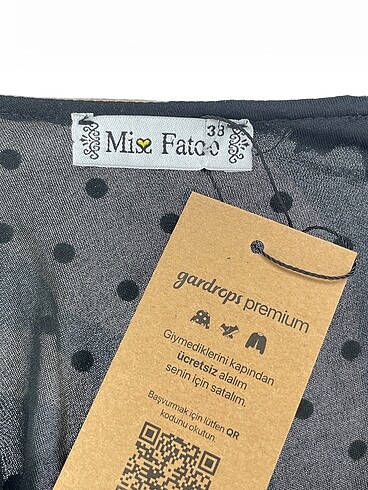 38
Miss Fatoo
gardrops premium
Giymediklerini kapından
ücretsiz alalım
senin için satalım.
Başvurmak için lütfen QR
kodunu okutun.